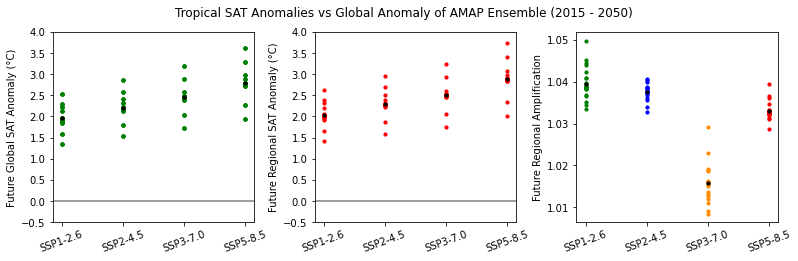 Tropical SAT Anomalies vs Global Anomaly of AMAP Ensemble (2015 - 2050)
Future Global SAT Anomaly (°C)
4.0
3.5
3.0
2.5
2.0
1.5
1.0
0.5
0.0
−0.5
SSP1-2.6
SSP2-4.5
SSP3-7.0
SSP5-8.5
Future Regional SAT Anomaly (°C)
4.0
3.5
3.0
2.5
2.0
1.5
1.0
0.5
0.0
−0.5
SSP1-2.6
SSP2-4.5
SSP3-7.0
SSP5-8.5
Future Regional Amplification
1.05
1.04
1.03
1.02
1.01
SSP1-2.6
SSP2-4.5
SSP3-7.0
SSP5-8.5